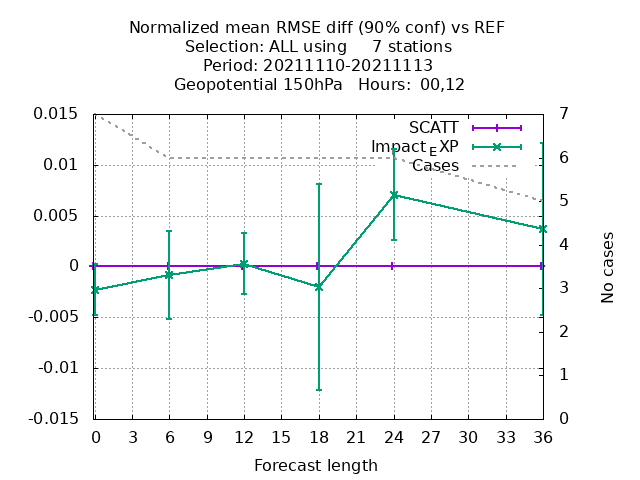 Normalized mean RMSE diff (90% conf) vs REF
Selection: ALL using     7 stations
Period: 20211110-20211113
Geopotential 150hPa   Hours:  00,12
SCATT
Impact_EXP
Cases
0.015
0.01
0.005
0
-0.005
-0.01
-0.015
7
6
5
4
3
2
1
0
No cases
0 3 6 9 12 15 18 21 24 27 30 33 36
Forecast length